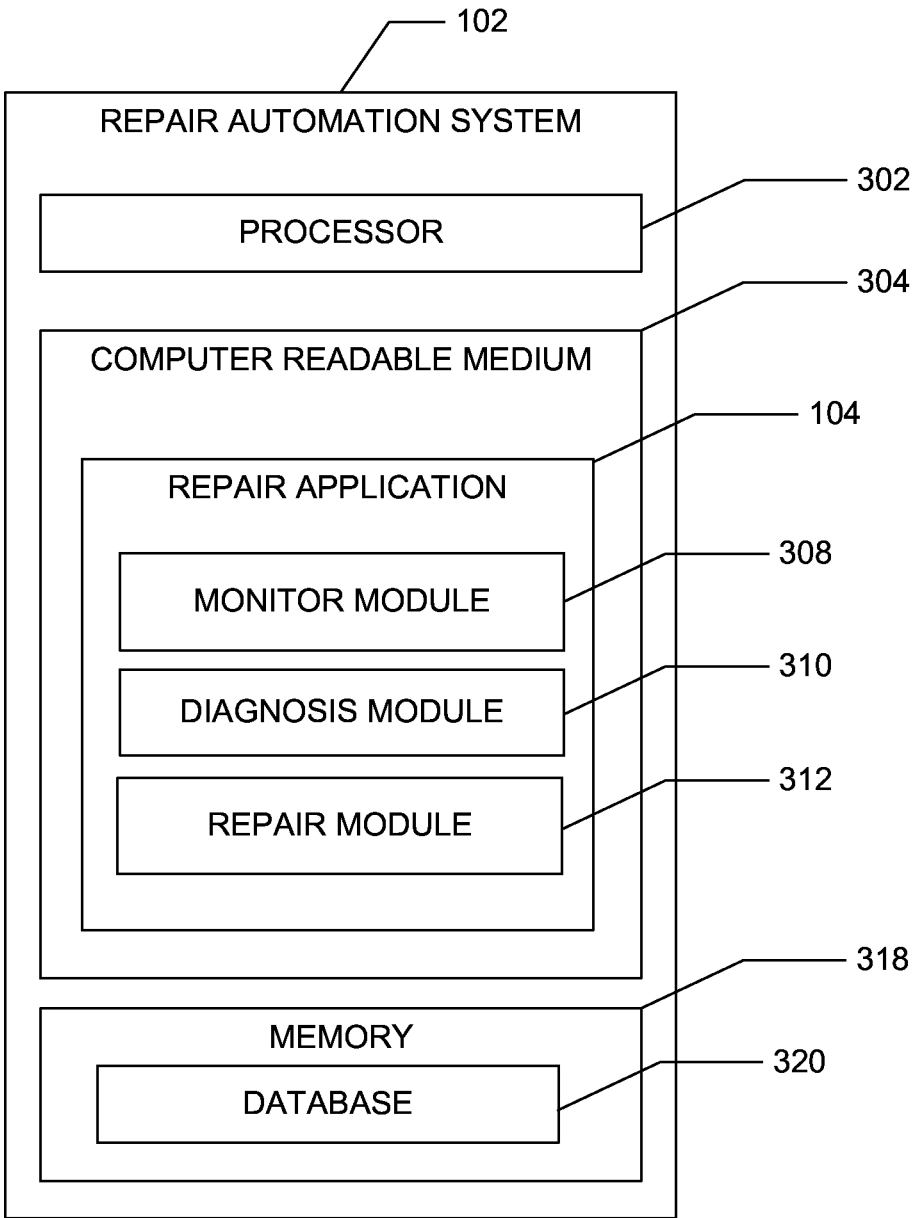 102
REPAIR AUTOMATION SYSTEM
302
PROCESSOR
304
COMPUTER READABLE MEDIUM
104
REPAIR APPLICATION
308
MONITOR MODULE
310
DIAGNOSIS MODULE
312
REPAIR MODULE
318
MEMORY
320
DATABASE